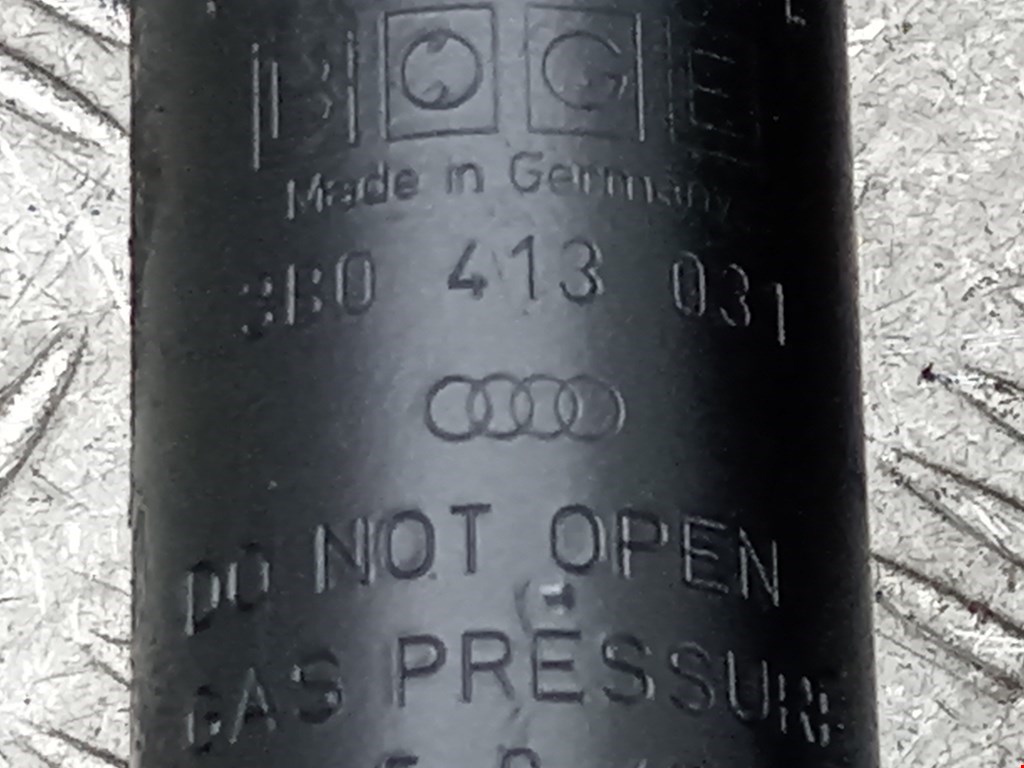 BOGE
Made in Germany
3B0 413 031
DO NOT OPEN
GAS PRESSURE